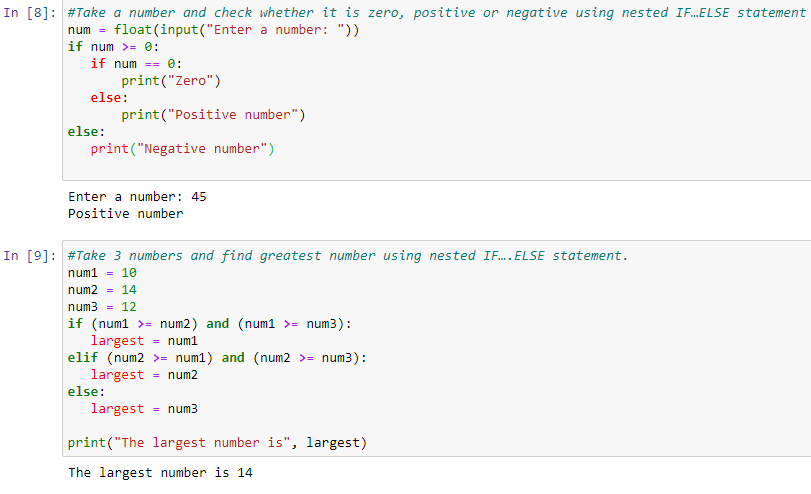 In [8]: #Take a number and check whether it is zero, positive or negative using nested IF…ELSE statement
num = float(input("Enter a number: "))
if num >= 0:
   if num == 0:
       print("Zero")
   else:
       print("Positive number")
else:
   print("Negative number")
Enter a number: 45
Positive number
In [9]: #Take 3 numbers and find greatest number using nested IF….ELSE statement.
num1 = 10
num2 = 14
num3 = 12
if (num1 >= num2) and (num1 >= num3):
   largest = num1
elif (num2 >= num1) and (num2 >= num3):
   largest = num2
else:
   largest = num3
print("The largest number is", largest)
The largest number is 14